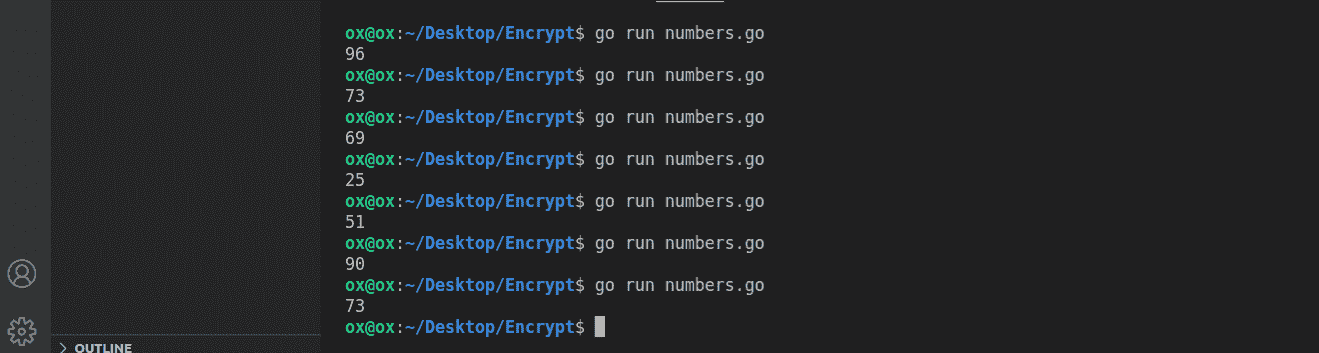 ox@ox:~/Desktop/Encrypt$ go run numbers.go
96
ox@ox:~/Desktop/Encrypt$ go run numbers.go
73
ox@ox:~/Desktop/Encrypt$ go run numbers.go
69
ox@ox:~/Desktop/Encrypt$ go run numbers.go
25
ox@ox:~/Desktop/Encrypt$ go run numbers.go
51
ox@ox:~/Desktop/Encrypt$ go run numbers.go
90
ox@ox:~/Desktop/Encrypt$ go run numbers.go
73
ox@ox:~/Desktop/Encrypt$
OUTLINE